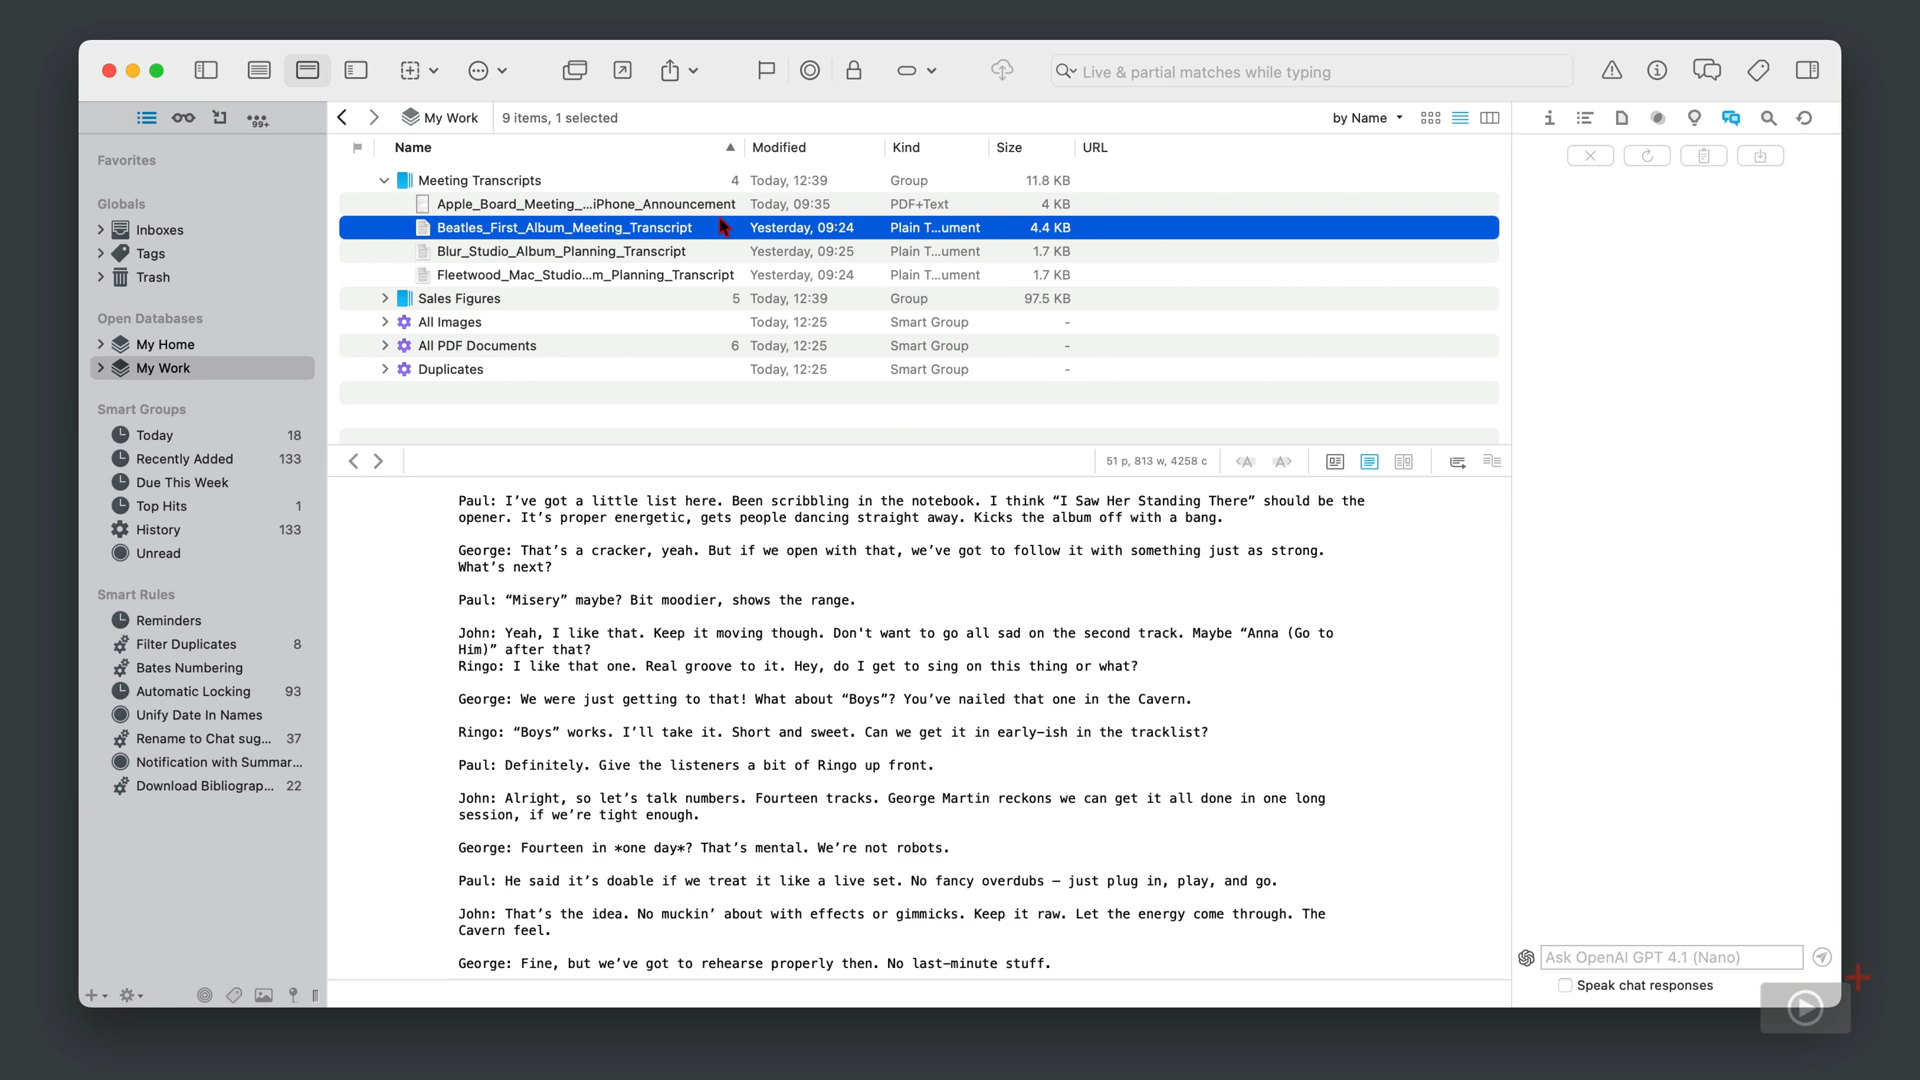 Live & partial matches while typing
99+
My Work
9 items, 1 selected
by Name
Favorites
Globals
Inboxes
Tags
Trash
Open Databases
My Home
My Work
Smart Groups
Today 18
Recently Added 133
Due This Week
Top Hits 1
History 133
Unread
Smart Rules
Reminders
Filter Duplicates 8
Bates Numbering
Automatic Locking 93
Unify Date In Names
Rename to Chat sug... 37
Notification with Summar...
Download Bibliograp... 22
Name Modified Kind Size URL
Meeting Transcripts 4 Today, 12:39 Group 11.8 KB
Apple_Board_Meeting_...iPhone_Announcement Today, 09:35 PDF+Text 4 KB
Beatles_First_Album_Meeting_Transcript Yesterday, 09:24 Plain T...ument 4.4 KB
Blur_Studio_Album_Planning_Transcript Yesterday, 09:25 Plain T...ument 1.7 KB
Fleetwood_Mac_Studio...m_Planning_Transcript Yesterday, 09:24 Plain T...ument 1.7 KB
Sales Figures 5 Today, 12:39 Group 97.5 KB
All Images Today, 12:25 Smart Group -
All PDF Documents 6 Today, 12:25 Smart Group -
Duplicates Today, 12:25 Smart Group -
51 p, 813 w, 4258 c
Paul: I’ve got a little list here. Been scribbling in the notebook. I think “I Saw Her Standing There” should be the
opener. It’s proper energetic, gets people dancing straight away. Kicks the album off with a bang.
George: That’s a cracker, yeah. But if we open with that, we’ve got to follow it with something just as strong.
What’s next?
Paul: “Misery” maybe? Bit moodier, shows the range.
John: Yeah, I like that. Keep it moving though. Don't want to go all sad on the second track. Maybe “Anna (Go to
Him)” after that?
Ringo: I like that one. Real groove to it. Hey, do I get to sing on this thing or what?
George: We were just getting to that! What about “Boys”? You’ve nailed that one in the Cavern.
Ringo: “Boys” works. I’ll take it. Short and sweet. Can we get it in early-ish in the tracklist?
Paul: Definitely. Give the listeners a bit of Ringo up front.
John: Alright, so let’s talk numbers. Fourteen tracks. George Martin reckons we can get it all done in one long
session, if we’re tight enough.
George: Fourteen in *one day*? That’s mental. We’re not robots.
Paul: He said it’s doable if we treat it like a live set. No fancy overdubs – just plug in, play, and go.
John: That’s the idea. No muckin’ about with effects or gimmicks. Keep it raw. Let the energy come through. The
Cavern feel.
George: Fine, but we’ve got to rehearse properly then. No last-minute stuff.
Ask OpenAI GPT 4.1 (Nano)
Speak chat responses